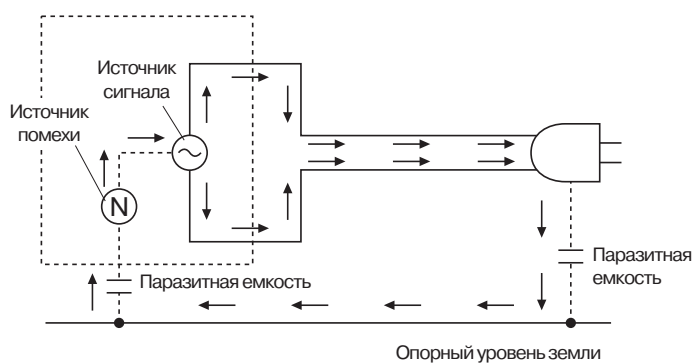 Источник
сигнала
Источник
помехи
N
Паразитная емкость
Паразитная
емкость
Опорный уровень земли